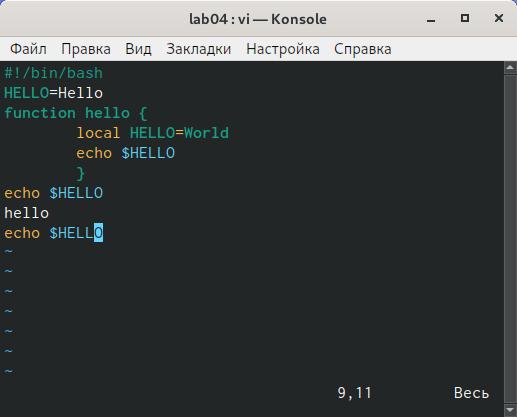 lab04 : vi — Konsole
Файл Правка Вид Закладки Настройка Справка
#!/bin/bash
HELLO=Hello
function hello {
        local HELLO=World
        echo $HELLO
        }
echo $HELLO
hello
echo $HELLO
~
~
~
~
~
~
~
9,11 Весь